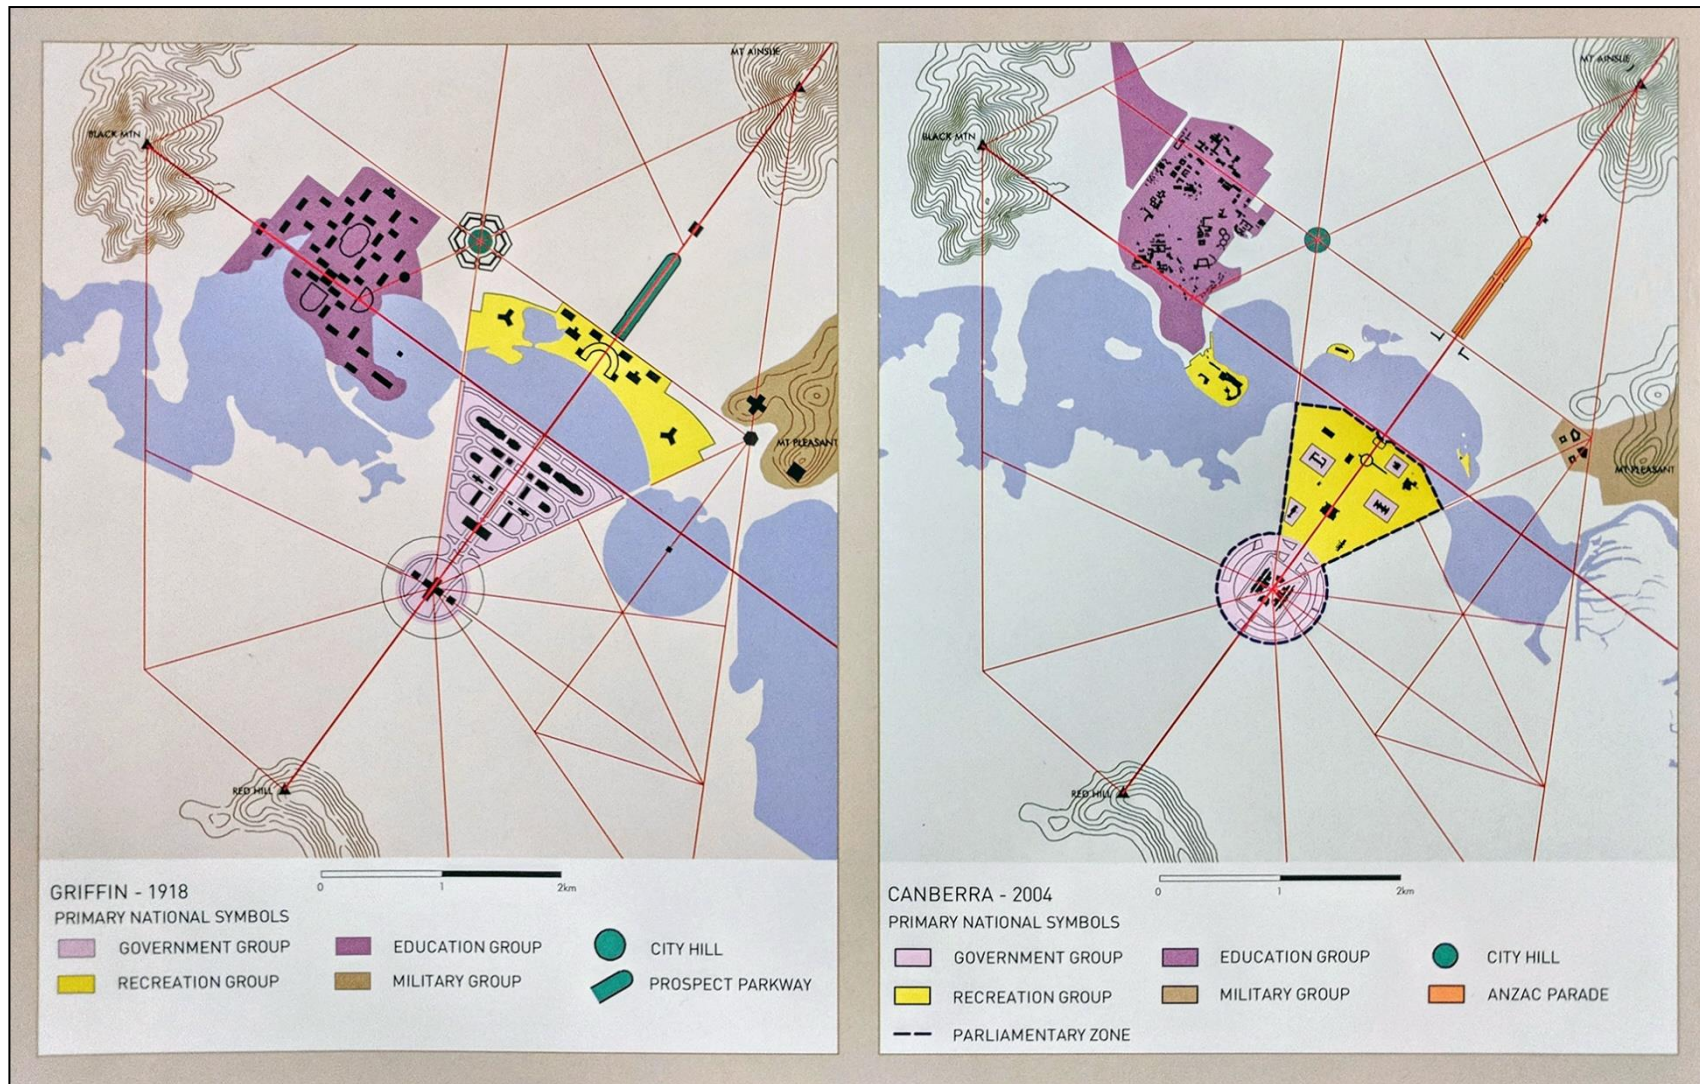 MT AINSLIE
BLACK MTN
MT PLEASANT
RED HILL
0 1 2km
GRIFFIN - 1918
PRIMARY NATIONAL SYMBOLS
GOVERNMENT GROUP
EDUCATION GROUP
CITY HILL
RECREATION GROUP
MILITARY GROUP
PROSPECT PARKWAY
MT AINSLIE
BLACK MTN
MT PLEASANT
RED HILL
0 1 2km
CANBERRA - 2004
PRIMARY NATIONAL SYMBOLS
GOVERNMENT GROUP
EDUCATION GROUP
CITY HILL
RECREATION GROUP
MILITARY GROUP
ANZAC PARADE
PARLIAMENTARY ZONE